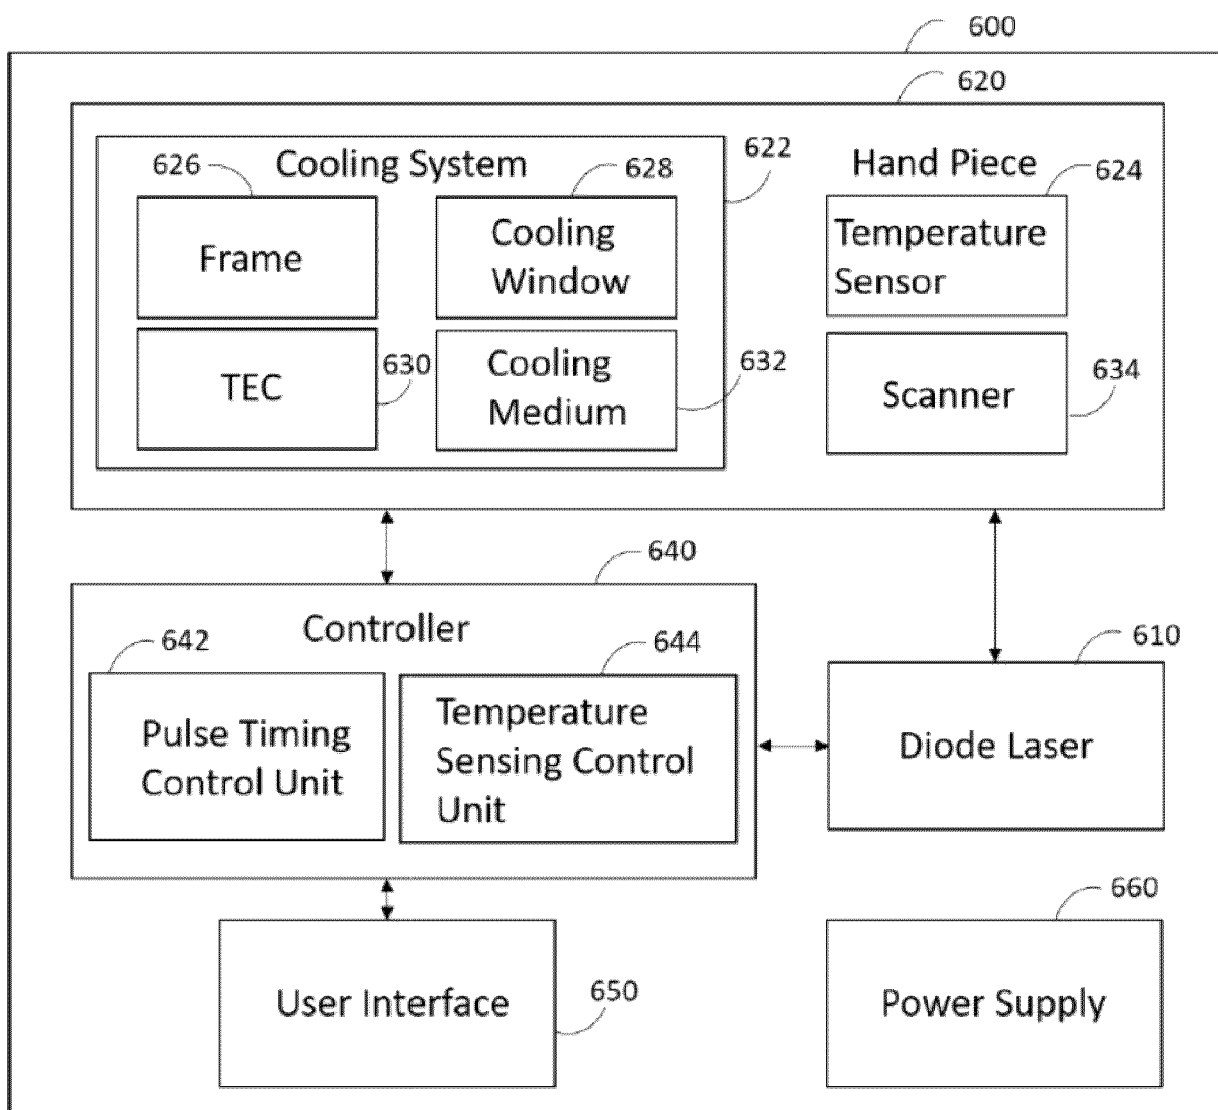 600
620
Cooling System
622
Hand Piece
626
628
624
Frame
Cooling
Window
Temperature
Sensor
TEC
630
Cooling
Medium
632
Scanner
634
640
Controller
642
644
610
Pulse Timing
Control Unit
Temperature
Sensing Control
Unit
Diode Laser
660
User Interface
650
Power Supply